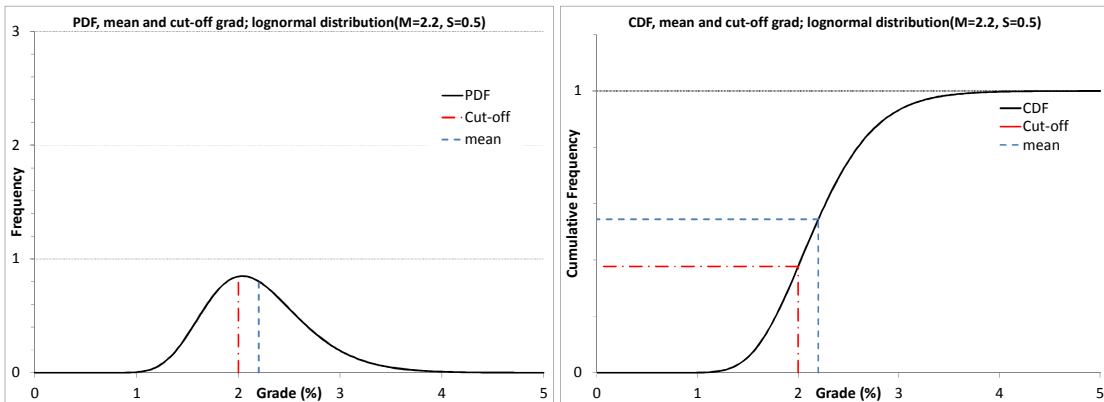 PDF, mean and cut-off grad; lognormal distribution(M=2.2, S=0.5)
3
2
1
0
Frequency
PDF
Cut-off
mean
0 1 2 3 4 5
Grade (%)
CDF, mean and cut-off grad; lognormal distribution(M=2.2, S=0.5)
1
0
Cumulative Frequency
CDF
Cut-off
mean
0 1 2 3 4 5
Grade (%)